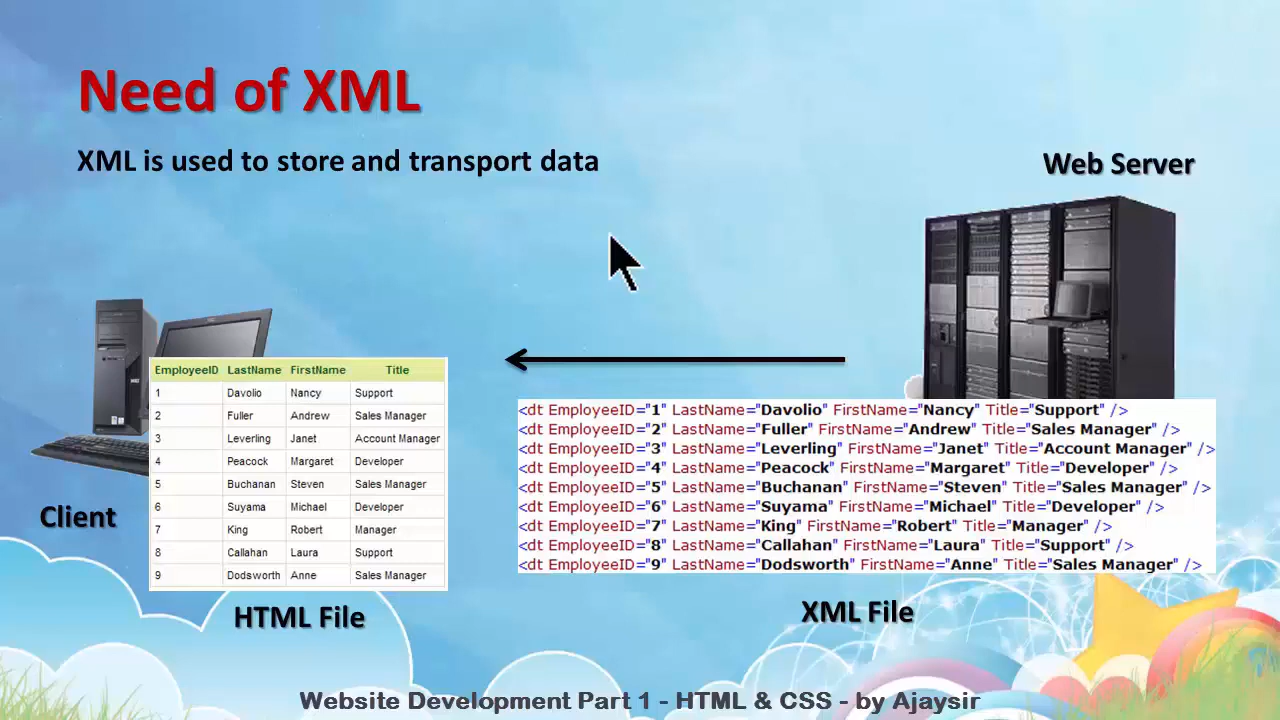 Need of XML
XML is used to store and transport data
Web Server
Client
EmployeeID LastName FirstName Title
1 Davolio Nancy Support
2 Fuller Andrew Sales Manager
3 Leverling Janet Account Manager
4 Peacock Margaret Developer
5 Buchanan Steven Sales Manager
6 Suyama Michael Developer
7 King Robert Manager
8 Callahan Laura Support
9 Dodsworth Anne Sales Manager
HTML File
<dt EmployeeID="1" LastName="Davolio" FirstName="Nancy" Title="Support" />
<dt EmployeeID="2" LastName="Fuller" FirstName="Andrew" Title="Sales Manager" />
<dt EmployeeID="3" LastName="Leverling" FirstName="Janet" Title="Account Manager" />
<dt EmployeeID="4" LastName="Peacock" FirstName="Margaret" Title="Developer" />
<dt EmployeeID="5" LastName="Buchanan" FirstName="Steven" Title="Sales Manager" />
<dt EmployeeID="6" LastName="Suyama" FirstName="Michael" Title="Developer" />
<dt EmployeeID="7" LastName="King" FirstName="Robert" Title="Manager" />
<dt EmployeeID="8" LastName="Callahan" FirstName="Laura" Title="Support" />
<dt EmployeeID="9" LastName="Dodsworth" FirstName="Anne" Title="Sales Manager" />
XML File
Website Development Part 1 - HTML & CSS - by Ajaysir